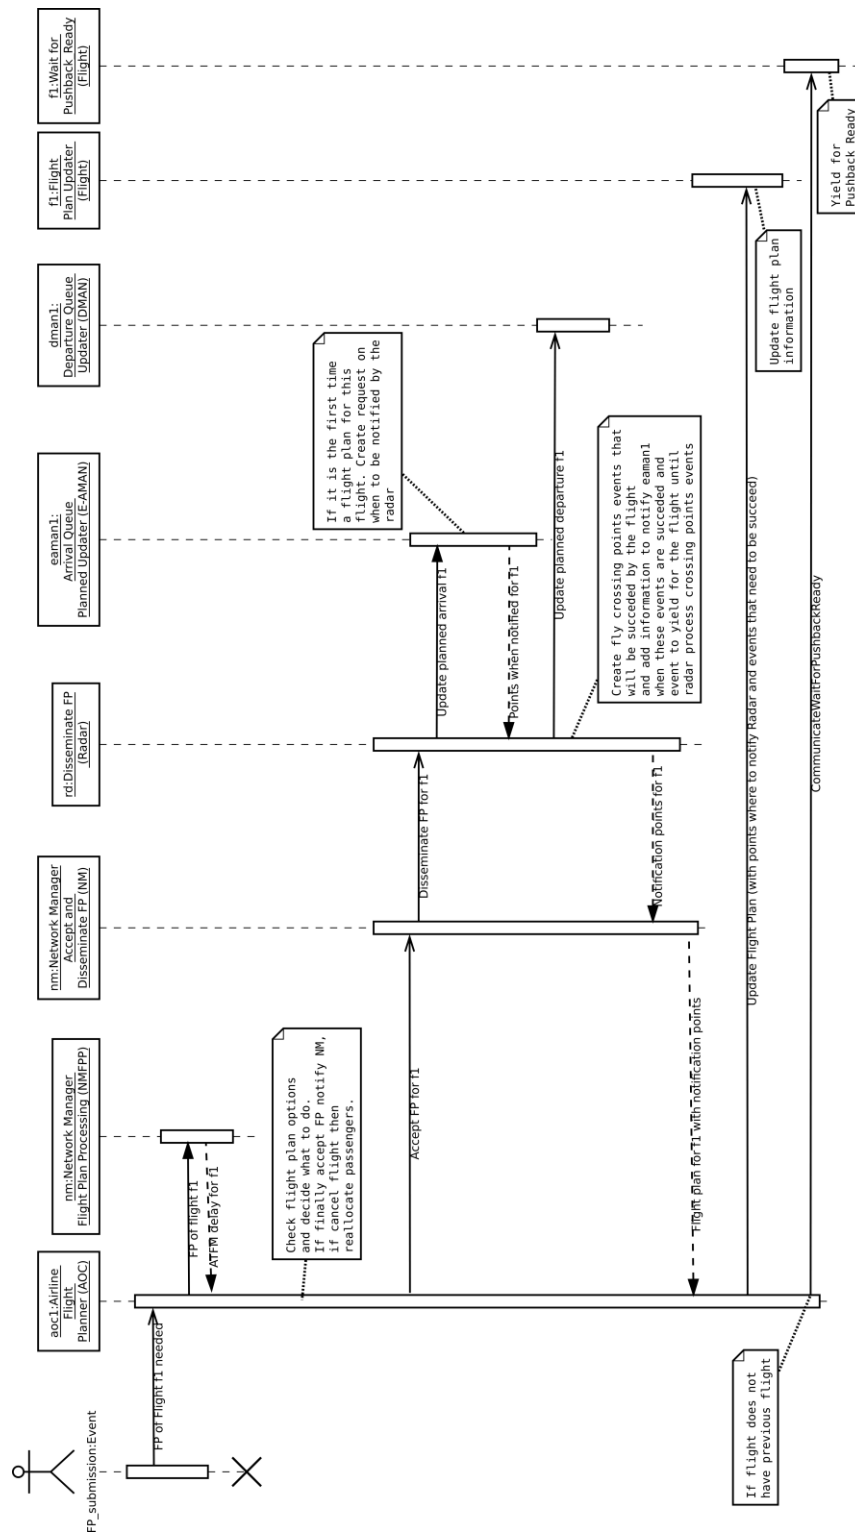 FP_submission:Event
aoc1:Airline
Flight
Planner (AOC)
nm:Network Manager
Flight Plan Processing (NMFPP)
nm:Network Manager
Accept and
Disseminate FP (NM)
rd:Disseminate FP
(Radar)
eaman1:
Arrival Queue
Planned Updater (E-AMAN)
dman1:
Departure Queue
Updater (DMAN)
f1:Flight
Plan Updater
(Flight)
f1:Wait for
Pushback Ready
(Flight)
FP of Flight f1 needed
FP of flight f1
ATFM delay for f1
Check flight plan options
and decide what to do.
If finally accept FP notify NM,
if cancel flight then
reallocate passengers.
Accept FP for f1
Disseminate FP for f1
Update planned arrival f1
If it is the first time
a flight plan for this
flight. Create request on
when to be notified by the
radar
Points when notified for f1
Update planned departure f1
Create fly crossing points events that
will be succeded by the flight
and add information to notify eaman1
when these events are succeded and
event to yield for the flight until
radar process crossing points events
Notification points for f1
Flight plan for f1 with notification points
Update Flight Plan (with points where to notify Radar and events that need to be succeed)
Update flight plan
information
CommunicateWaitForPushbackReady
If flight does not
have previous flight
Yield for
Pushback Ready